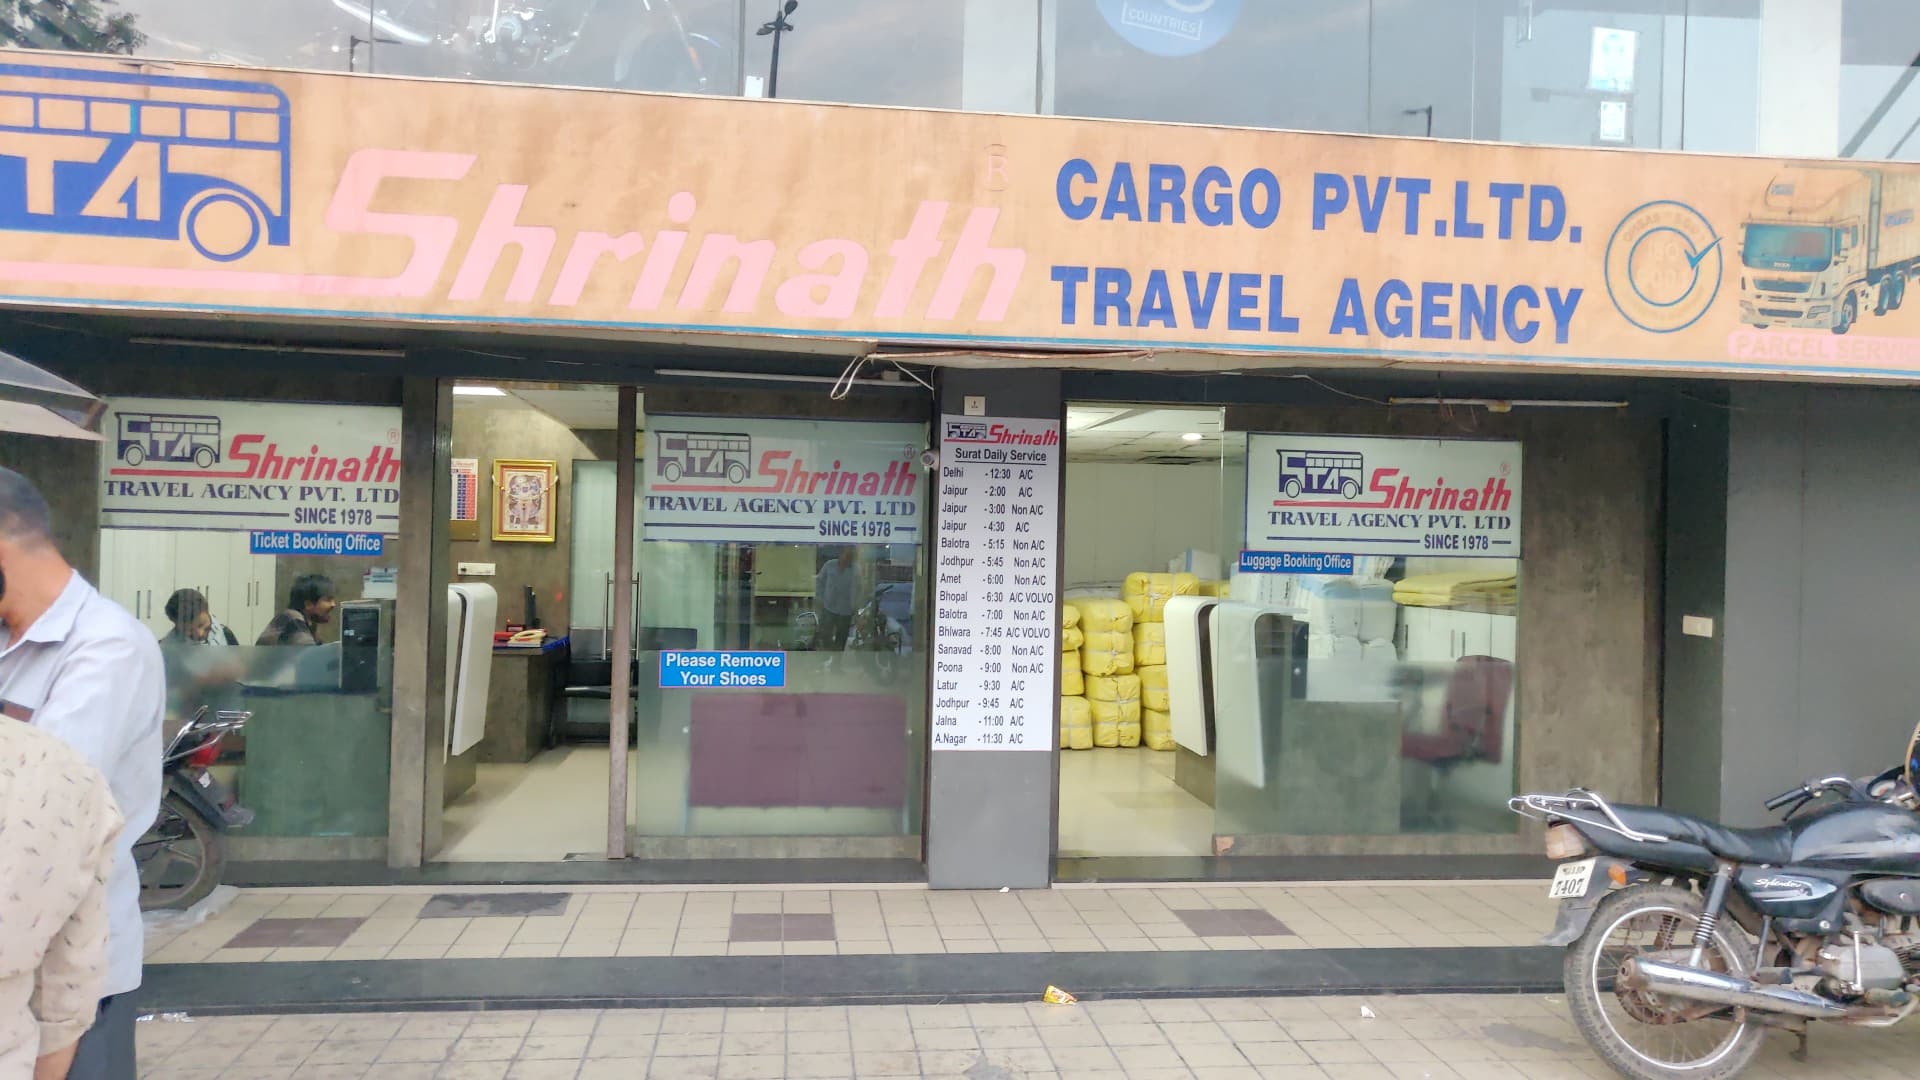 COUNTRIES
STA Shrinath ®
CARGO PVT.LTD.
TRAVEL AGENCY
PARCEL SERVI
STA Shrinath ®
TRAVEL AGENCY PVT. LTD
SINCE 1978
Ticket Booking Office
STA Shrinath ®
TRAVEL AGENCY PVT. LTD
SINCE 1978
Please Remove
Your Shoes
STA Shrinath
Surat Daily Service
Delhi - 12:30 A/C
Jaipur - 2:00 A/C
Jaipur - 3:00 Non A/C
Jaipur - 4:30 A/C
Balotra - 5:15 Non A/C
Jodhpur - 5:45 Non A/C
Amet - 6:00 Non A/C
Bhopal - 6:30 A/C VOLVO
Balotra - 7:00 Non A/C
Bhlwara - 7:45 A/C VOLVO
Sanavad - 8:00 Non A/C
Poona - 9:00 Non A/C
Latur - 9:30 A/C
Jodhpur - 9:45 A/C
Jalna - 11:00 A/C
A.Nagar - 11:30 A/C
STA Shrinath ®
TRAVEL AGENCY PVT. LTD
SINCE 1978
Luggage Booking Office
7407
Splendor